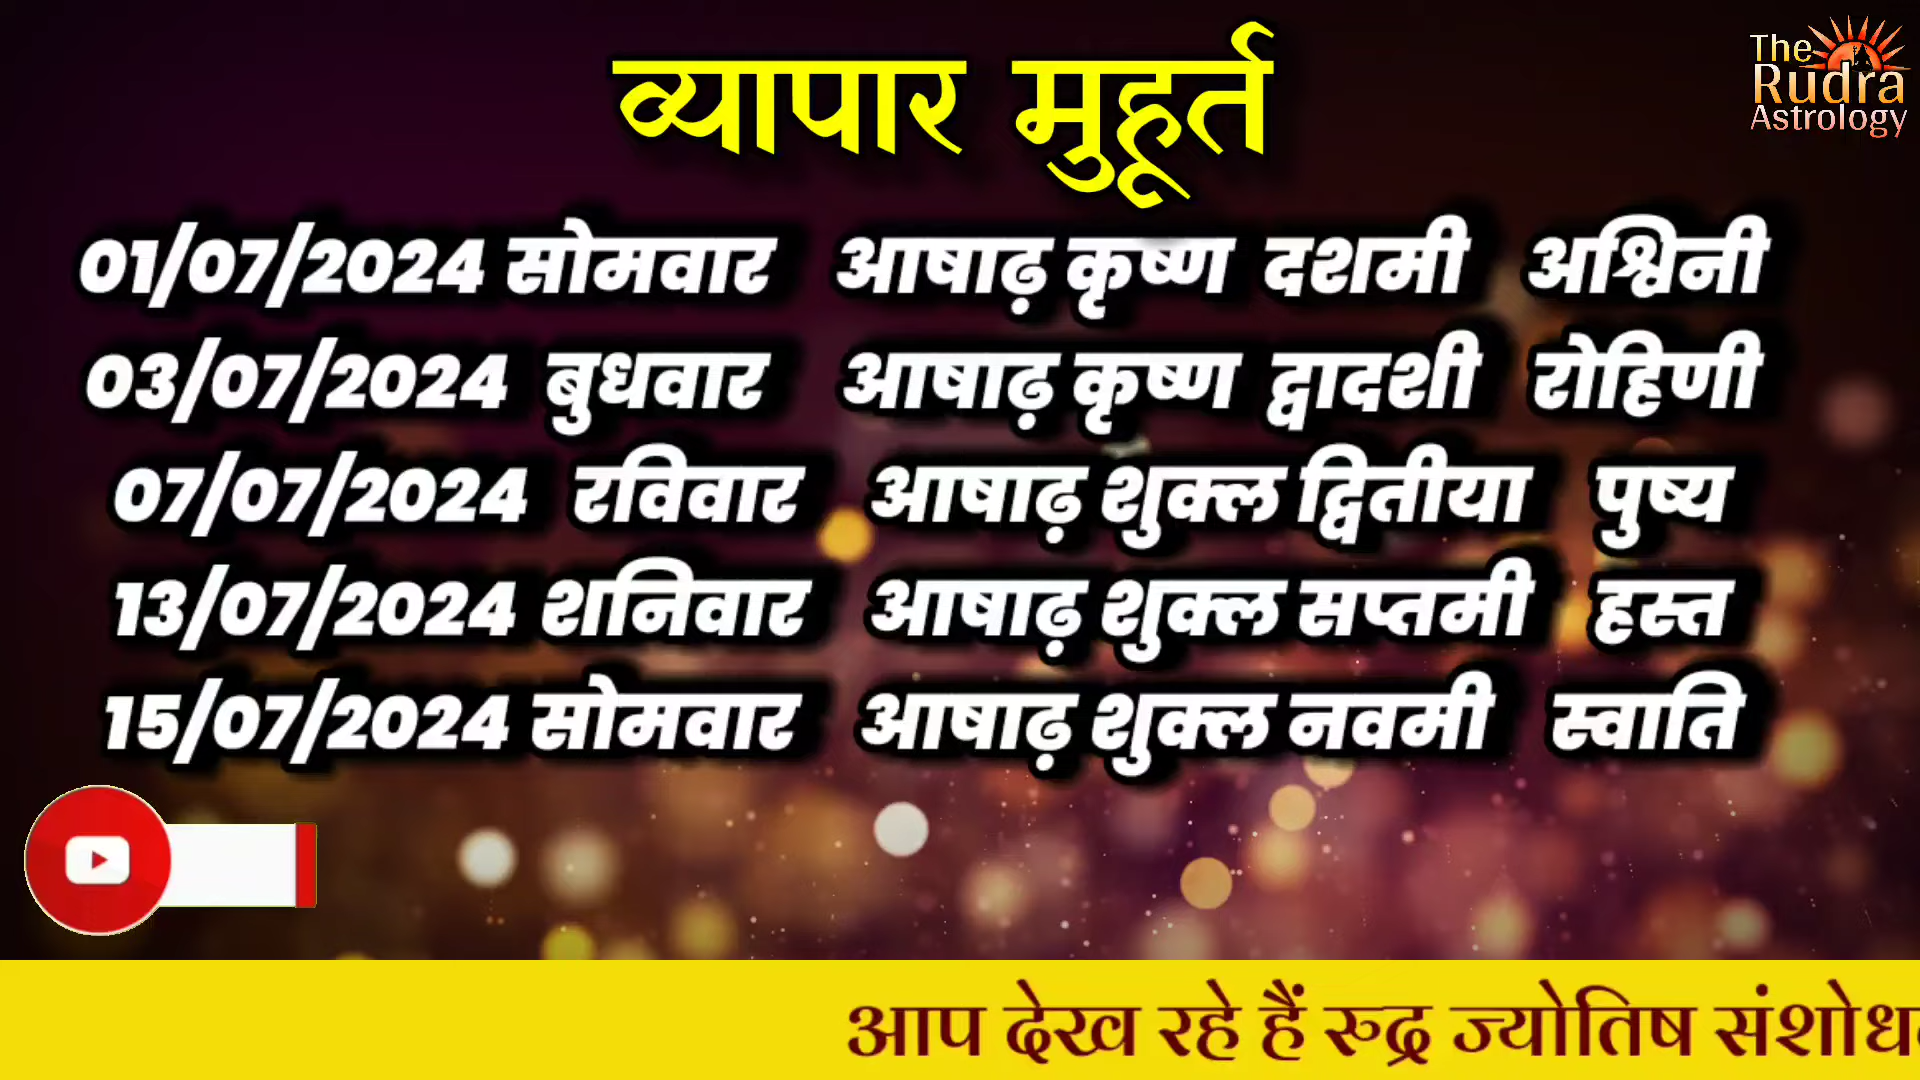 व्यापार मुहूर्त
The
Rudra
Astrology
01/07/2024 सोमवार आषाढ़ कृष्ण दशमी अश्विनी
03/07/2024 बुधवार आषाढ़ कृष्ण द्वादशी रोहिणी
07/07/2024 रविवार आषाढ़ शुक्ल द्वितीया पुष्य
13/07/2024 शनिवार आषाढ़ शुक्ल सप्तमी हस्त
15/07/2024 सोमवार आषाढ़ शुक्ल नवमी स्वाति
आप देख रहे हैं रुद्र ज्योतिष